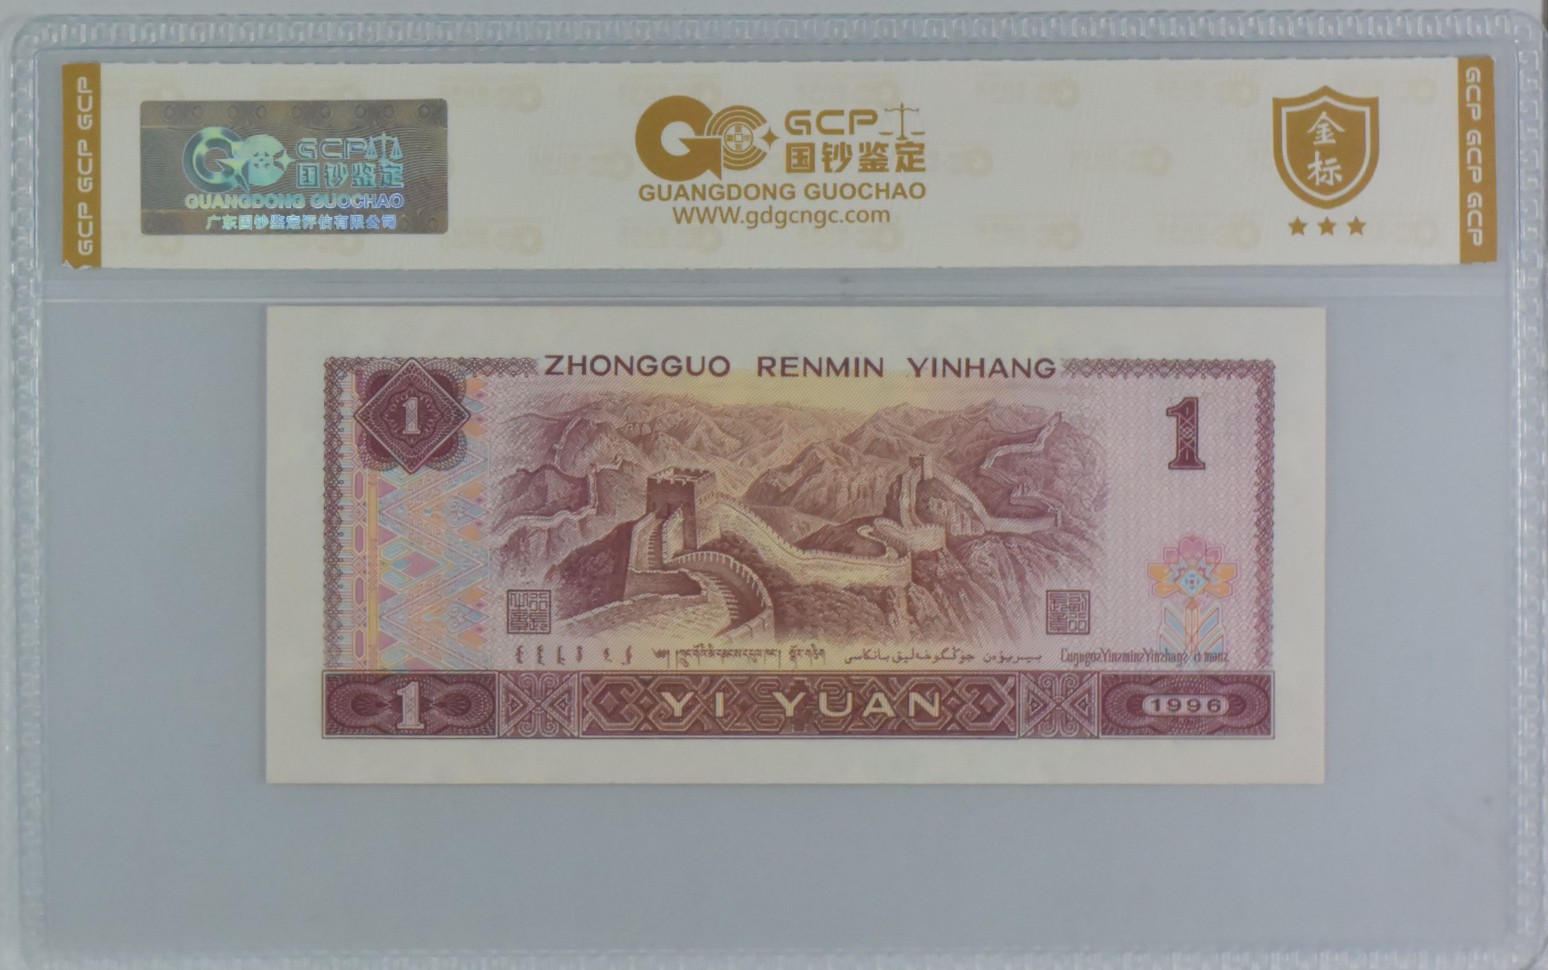 GCP GCP GCP
GCP
国钞鉴定
GUANGDONG GUOCHAO
广东国钞鉴定评估有限公司
GCP
国钞鉴定
GUANGDONG GUOCHAO
WWW.gdgcngc.com
金标
GCP GCP GCP
ZHONGGUO RENMIN YINHANG
1
1
1
YI YUAN
1996